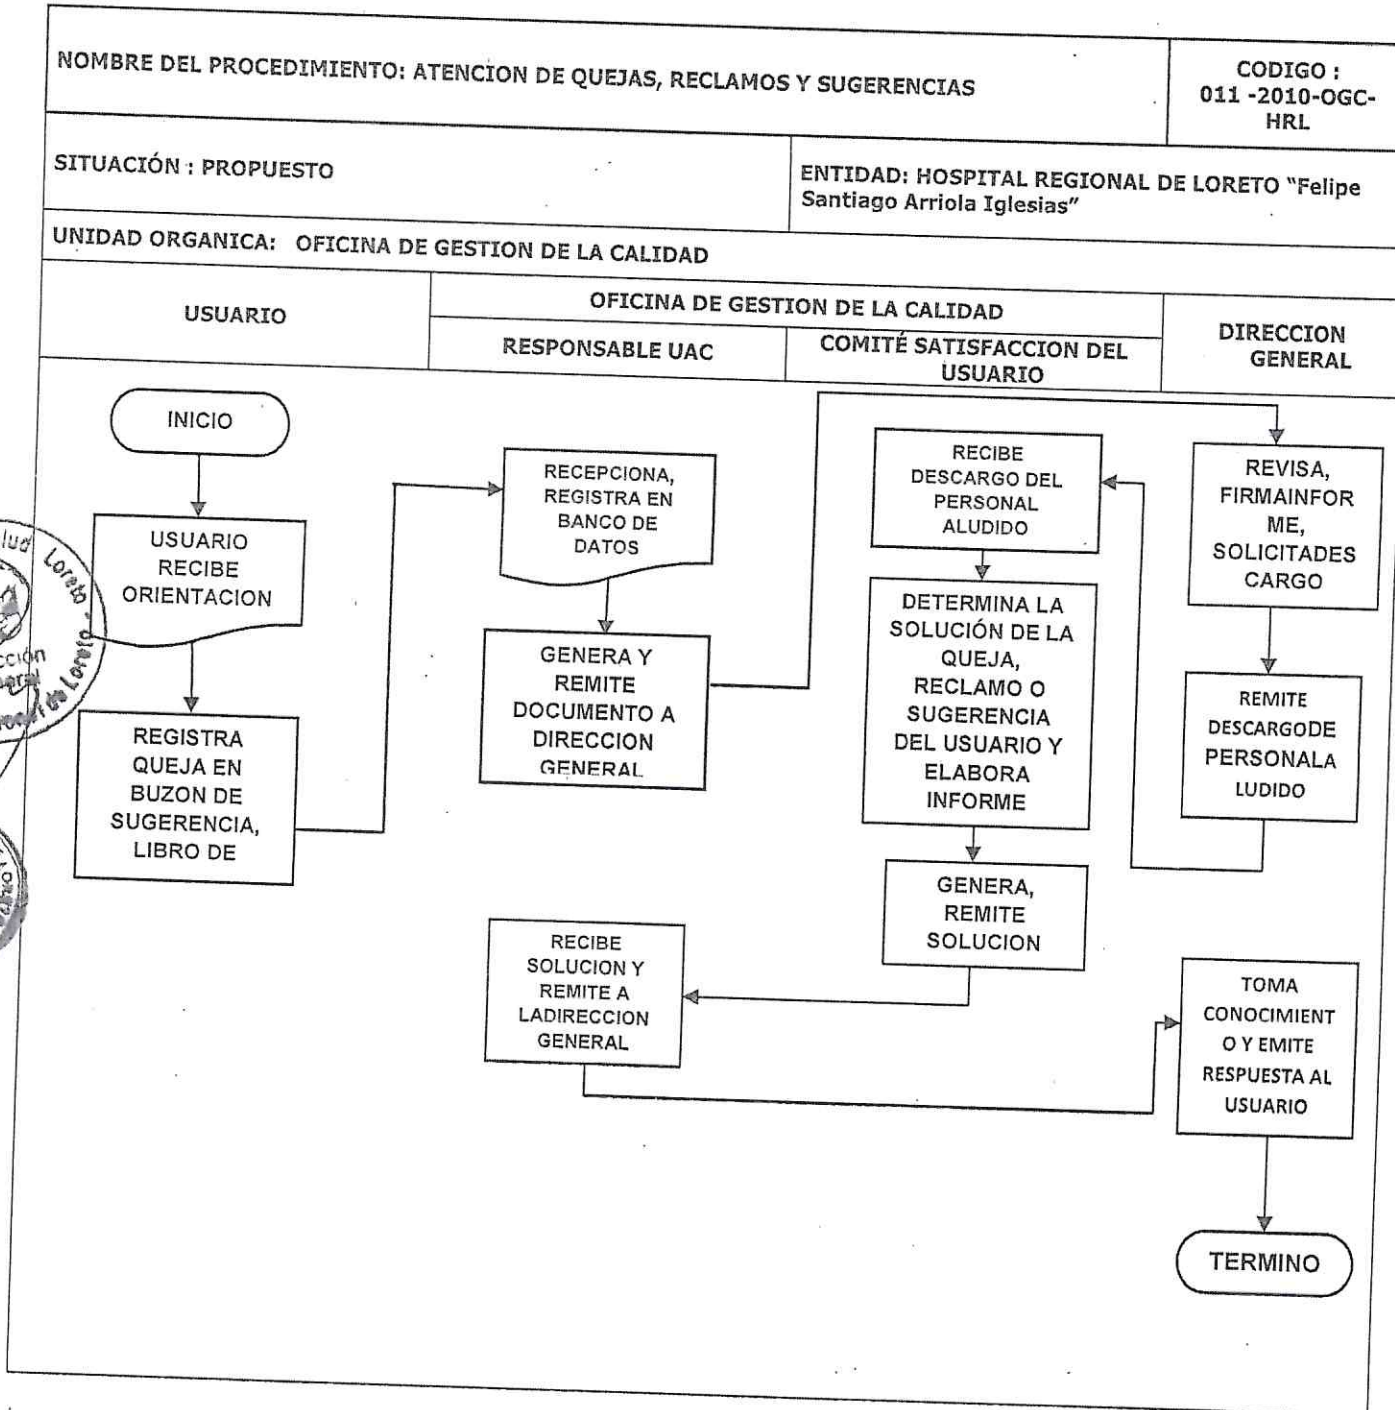 NOMBRE DEL PROCEDIMIENTO: ATENCION DE QUEJAS, RECLAMOS Y SUGERENCIAS
CODIGO :
011 -2010-OGC-
HRL
SITUACIÓN : PROPUESTO
ENTIDAD: HOSPITAL REGIONAL DE LORETO "Felipe
Santiago Arriola Iglesias"
UNIDAD ORGANICA: OFICINA DE GESTION DE LA CALIDAD
USUARIO
OFICINA DE GESTION DE LA CALIDAD
RESPONSABLE UAC
COMITÉ SATISFACCION DEL
USUARIO
DIRECCION
GENERAL
INICIO
USUARIO
RECIBE
ORIENTACION
REGISTRA
QUEJA EN
BUZON DE
SUGERENCIA,
LIBRO DE
RECEPCIONA,
REGISTRA EN
BANCO DE
DATOS
GENERA Y
REMITE
DOCUMENTO A
DIRECCION
GENERAL
RECIBE
SOLUCION Y
REMITE A
LADIRECCION
GENERAL
RECIBE
DESCARGO DEL
PERSONAL
ALUDIDO
DETERMINA LA
SOLUCIÓN DE LA
QUEJA,
RECLAMO O
SUGERENCIA
DEL USUARIO Y
ELABORA
INFORME
GENERA,
REMITE
SOLUCION
REVISA,
FIRMAINFOR
ME,
SOLICITADES
CARGO
REMITE
DESCARGODE
PERSONALA
LUDIDO
TOMA
CONOCIMIENT
O Y EMITE
RESPUESTA AL
USUARIO
TERMINO
Loreto